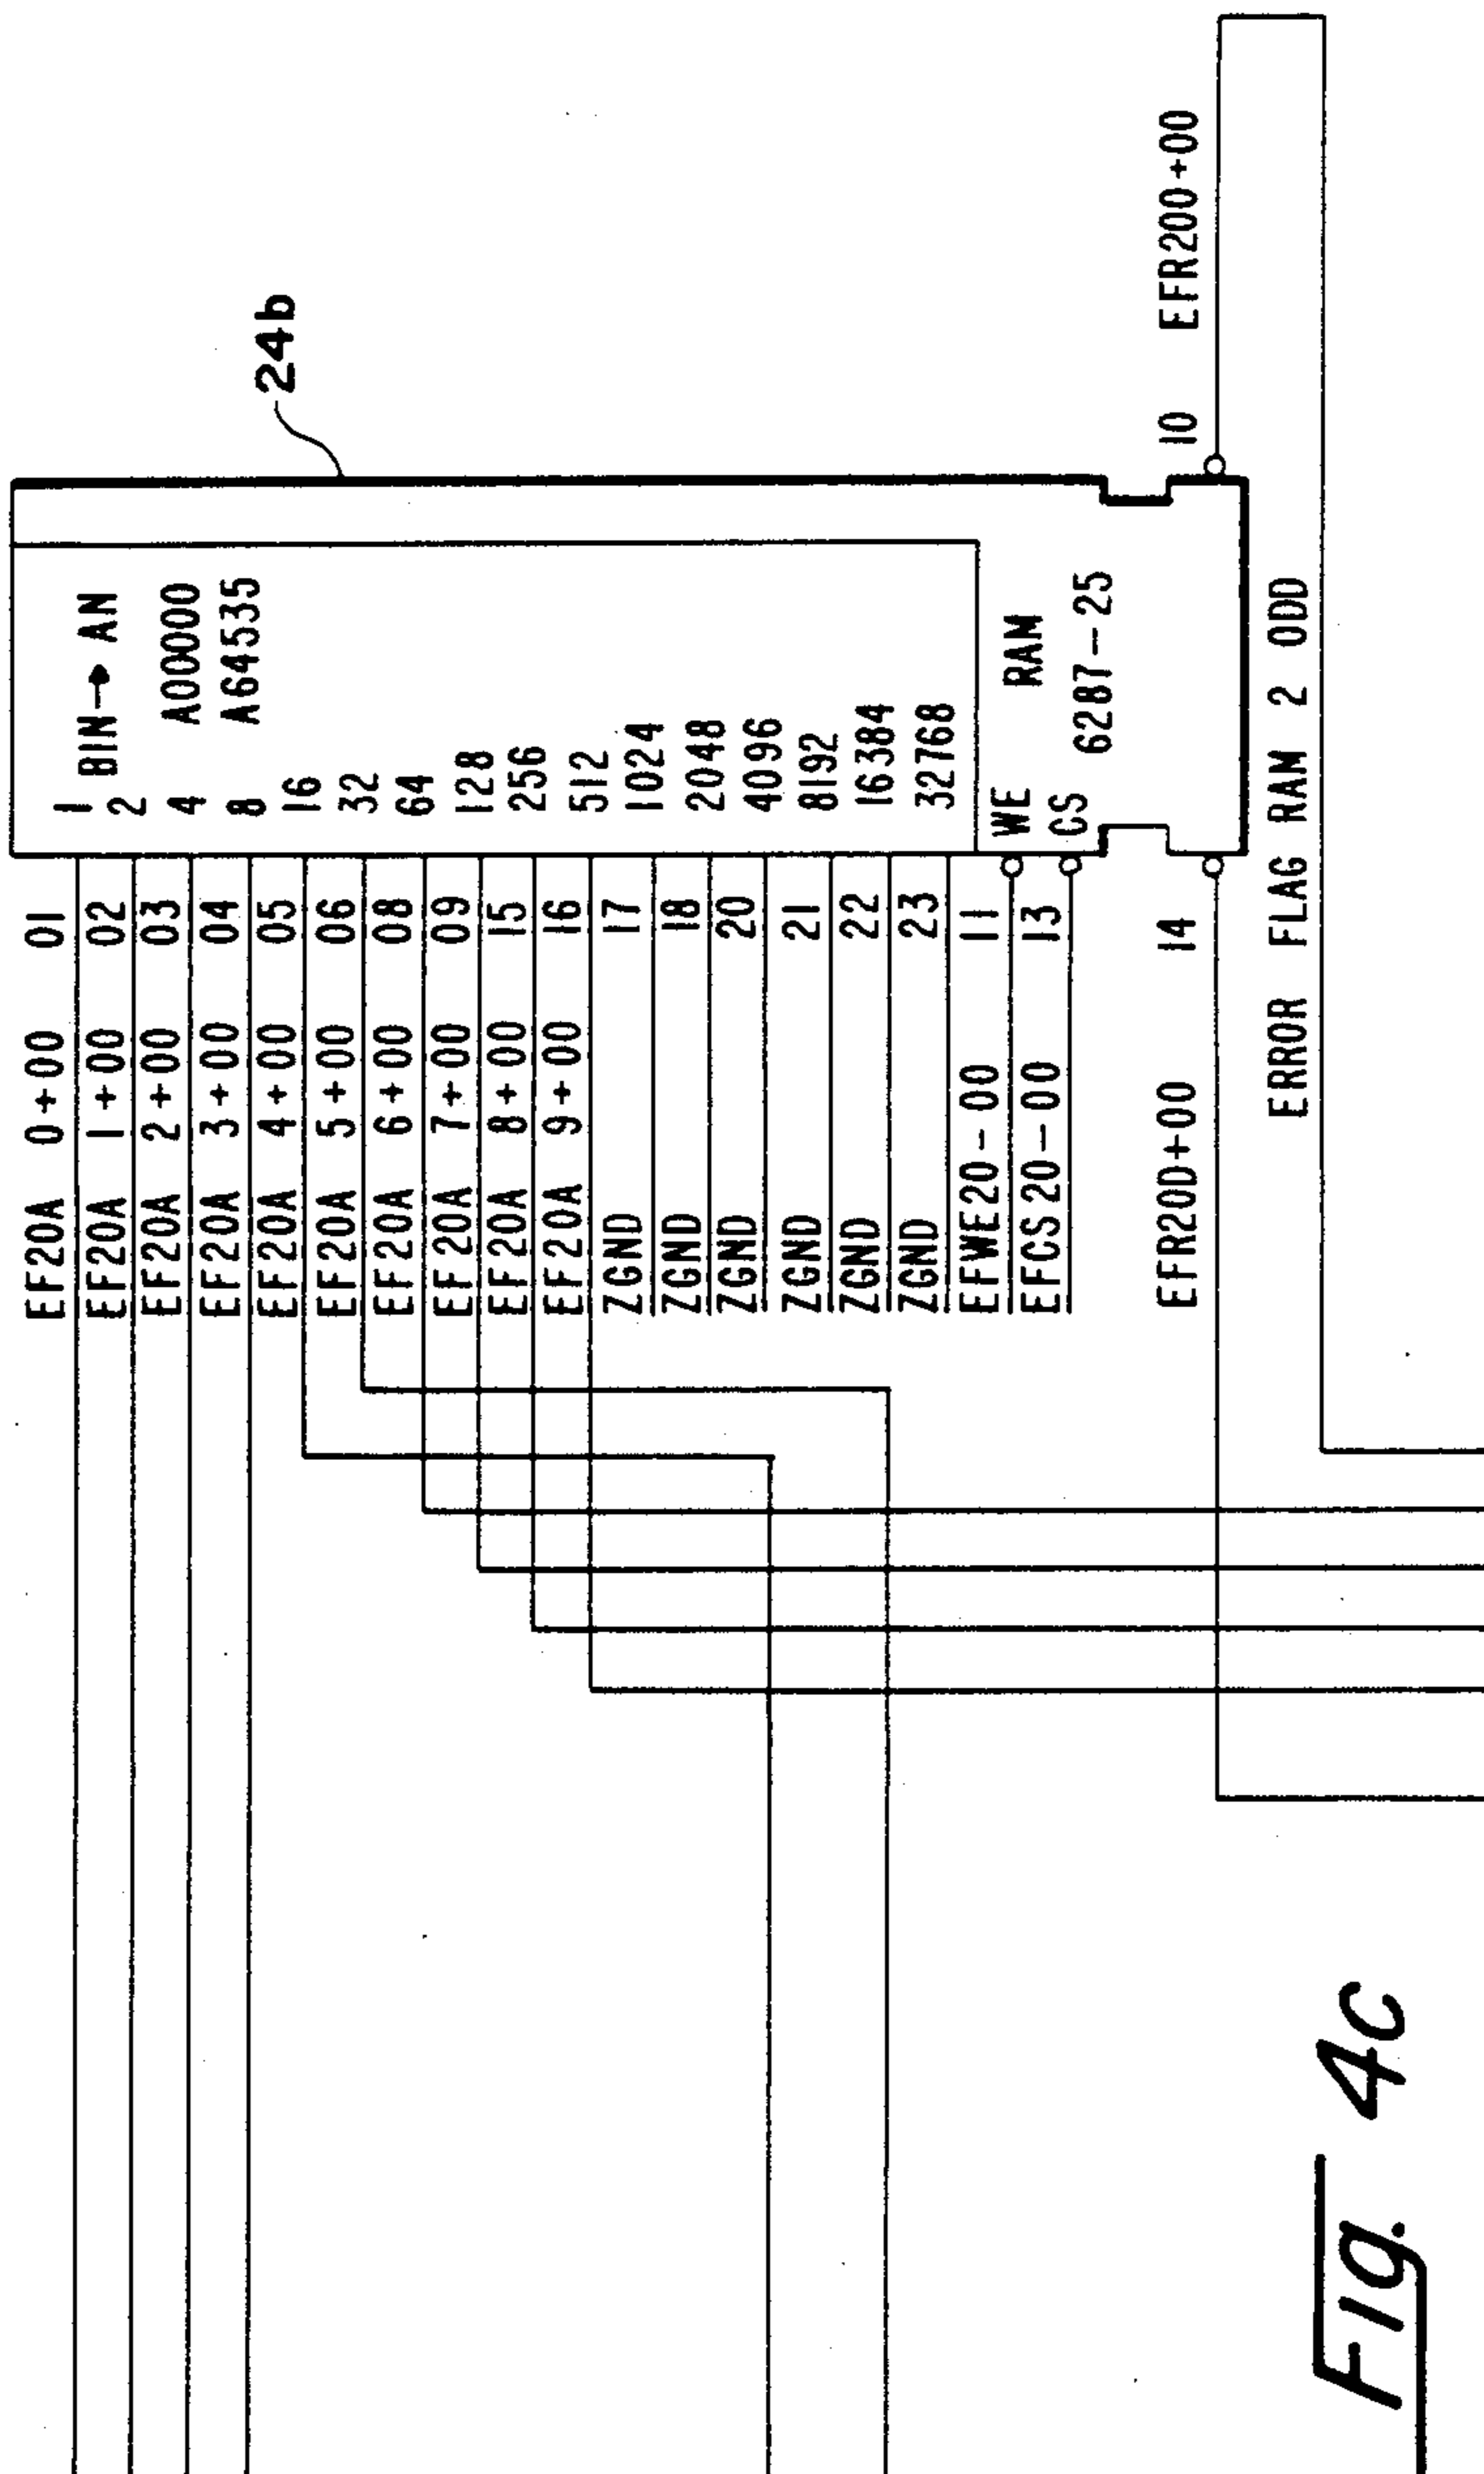 EF20A 0+00 01 1 BIN→AN
EF20A 1+00 02 2
EF20A 2+00 03 4 A00000
EF20A 3+00 04 8 A64535
EF20A 4+00 05 16
EF20A 5+00 06 32
EF20A 6+00 08 64
EF20A 7+00 09 128
EF20A 8+00 15 256
EF20A 9+00 16 512
ZGND 17 1024
ZGND 18 2048
ZGND 20 4096
ZGND 21 8192
ZGND 22 16384
ZGND 23 32768
EFWE20-00 11 WE RAM
EFCS20-00 13 CS 6287-25
EFR20D+00 14
10 EFR200+00
ERROR FLAG RAM 2 ODD
24b
Fig. 4c